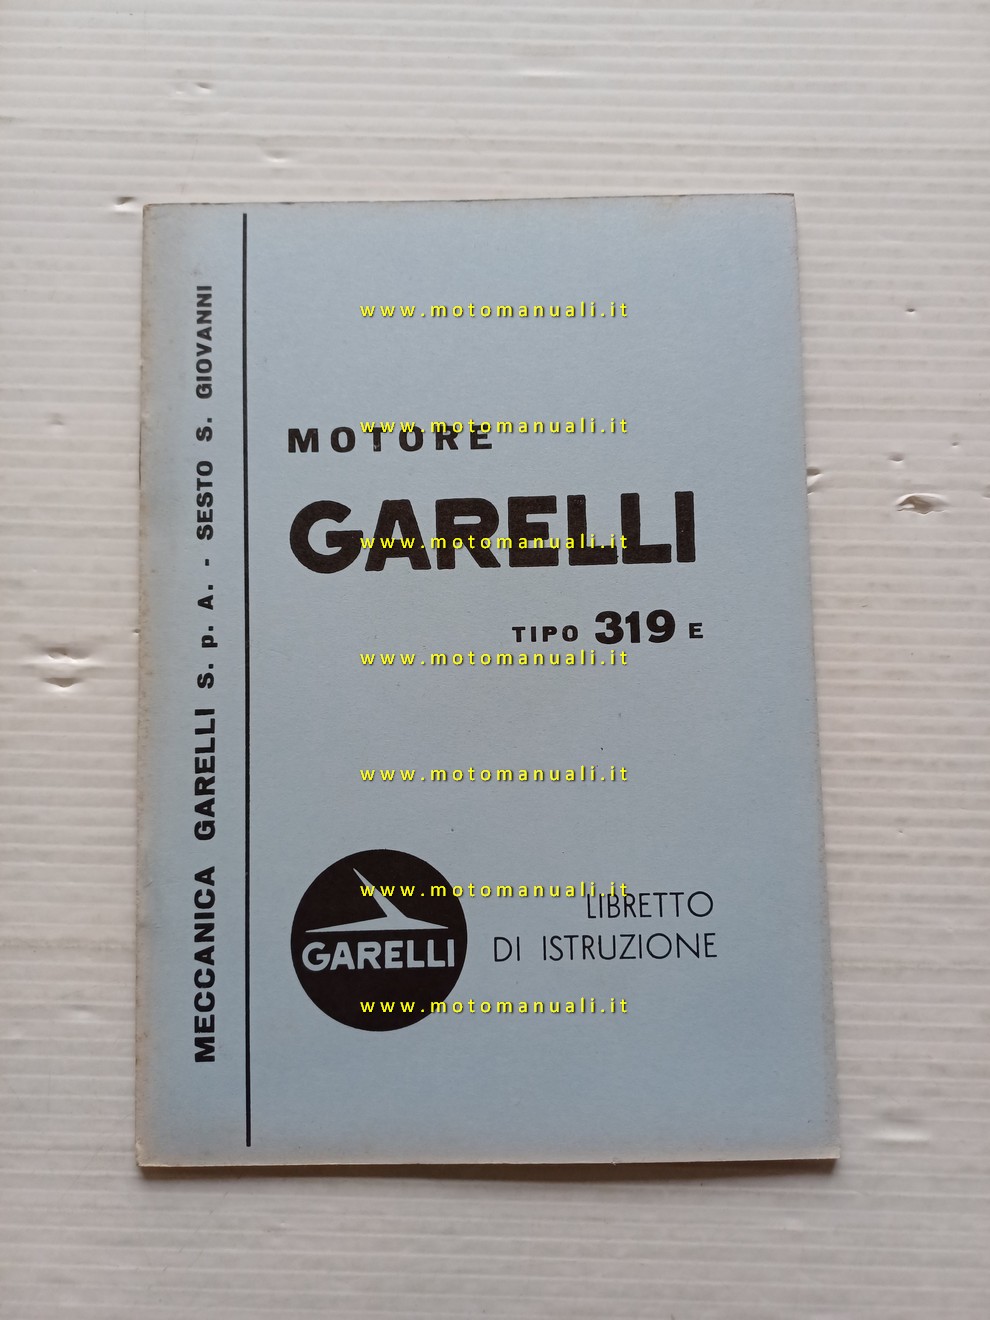 MECCANICA GARELLI S. p. A. - SESTO S. GIOVANNI
www.motomanuali.it
www.motomanuali.it
MOTORE
GARELLI
www.motomanuali.it
TIPO 319 E
www.motomanuali.it
www.motomanuali.it
www.motomanuali.it
LIBRETTO
DI ISTRUZIONE
GARELLI
www.motomanuali.it